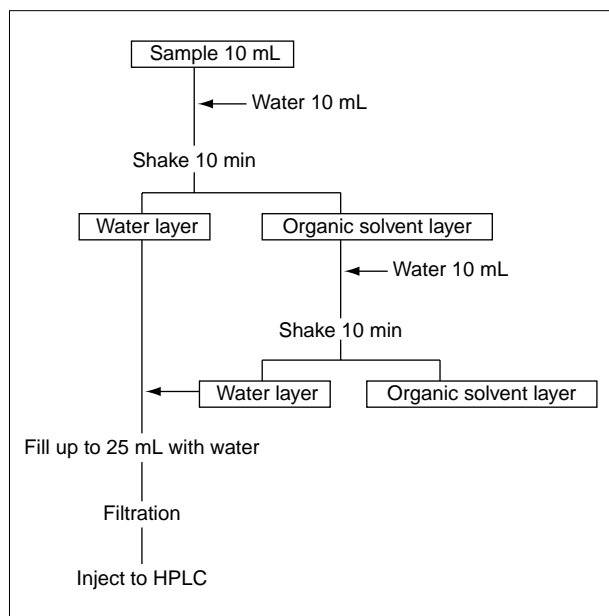 Sample 10 mL
Water 10 mL
Shake 10 min
Water layer
Organic solvent layer
Water 10 mL
Shake 10 min
Water layer
Organic solvent layer
Fill up to 25 mL with water
Filtration
Inject to HPLC